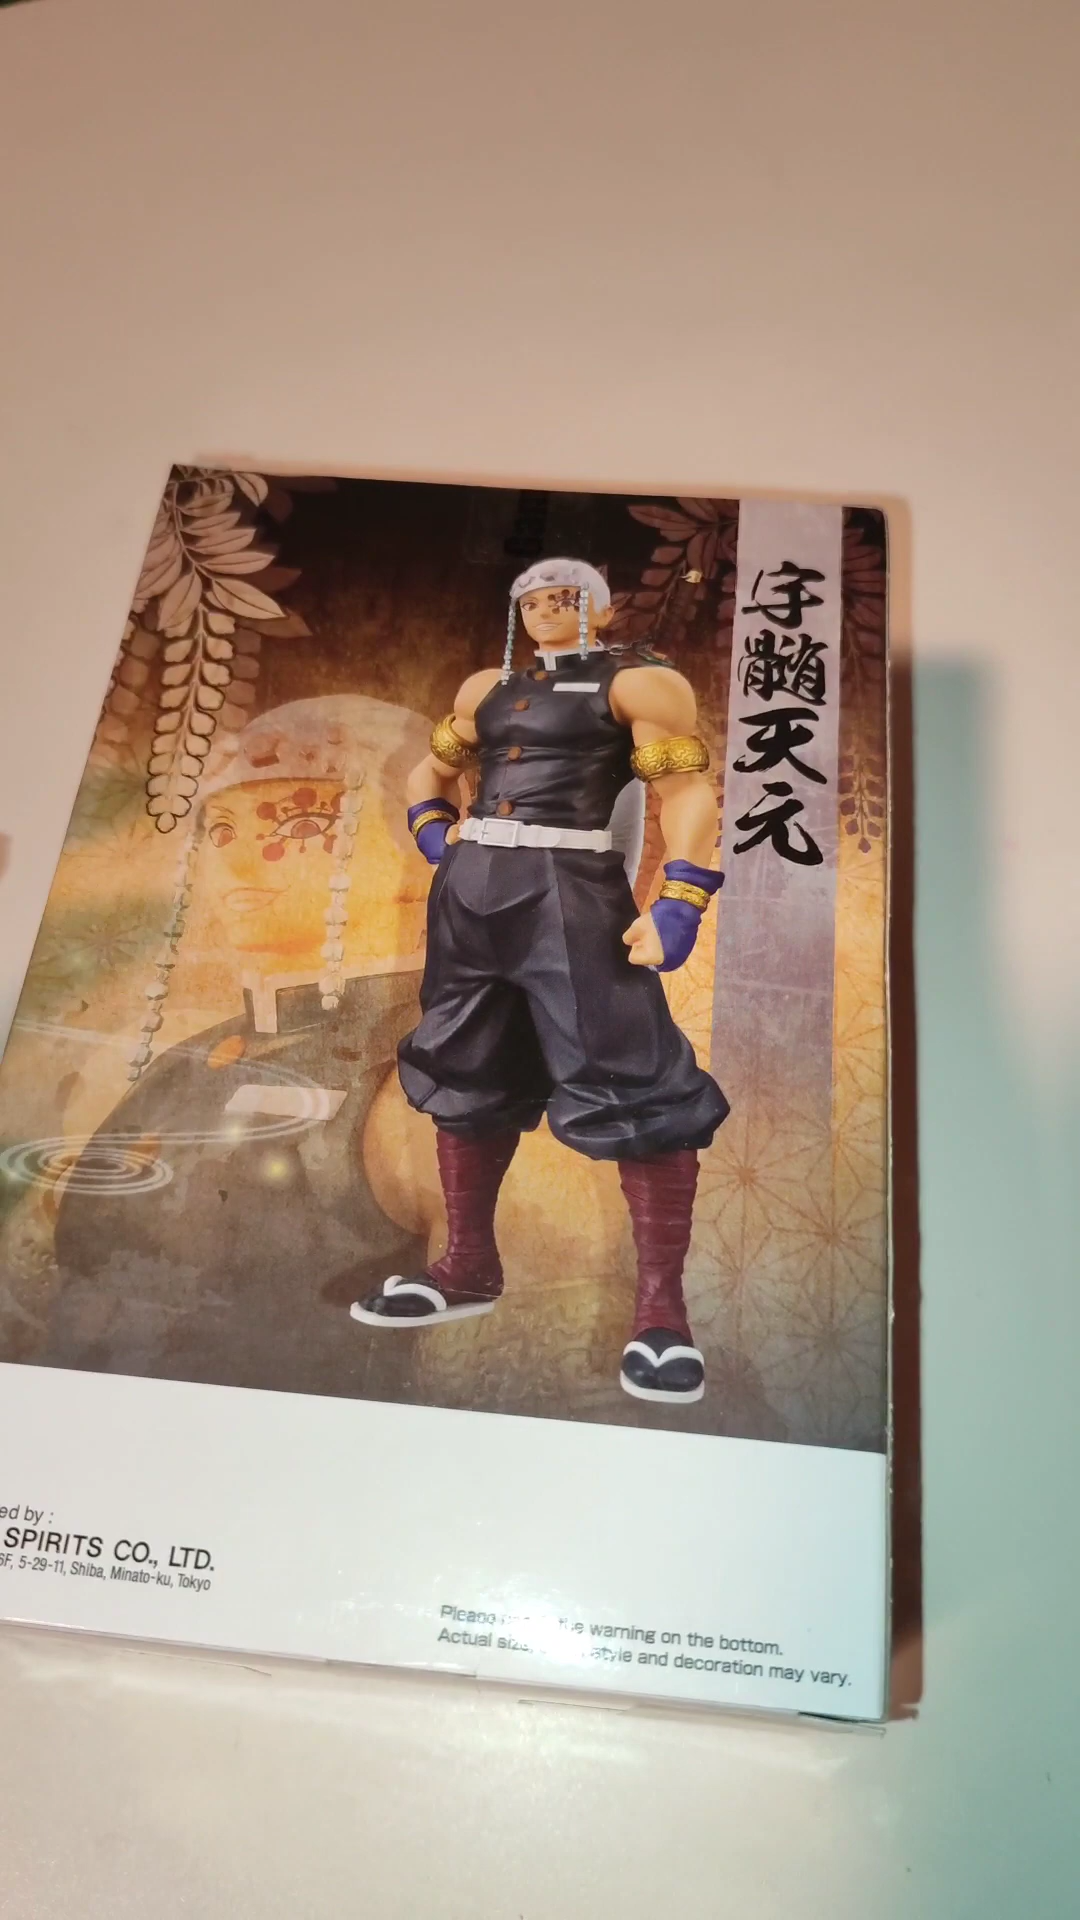 宇髄天元
ed by :
SPIRITS CO., LTD.
6F, 5-29-11, Shiba, Minato-ku, Tokyo
Please the warning on the bottom.
Actual size, style and decoration may vary.